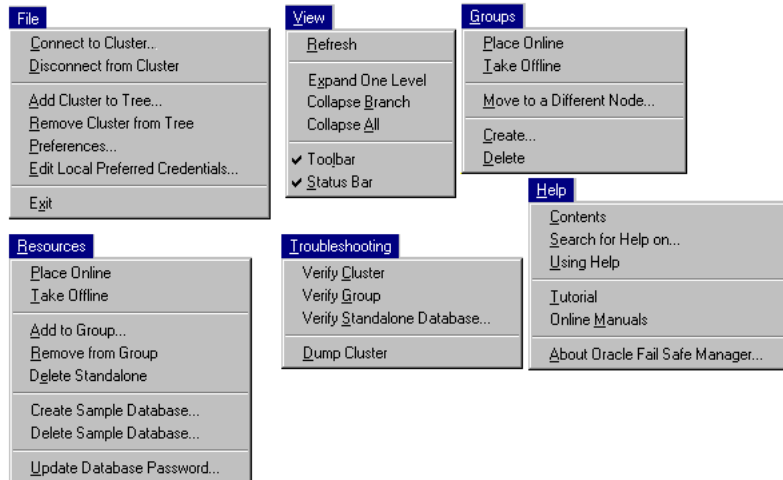 File
Connect to Cluster...
Disconnect from Cluster
Add Cluster to Tree...
Remove Cluster from Tree
Preferences...
Edit Local Preferred Credentials...
Exit
View
Refresh
Expand One Level
Collapse Branch
Collapse All
Toolbar
Status Bar
Groups
Place Online
Take Offline
Move to a Different Node...
Create...
Delete
Resources
Place Online
Take Offline
Add to Group...
Remove from Group
Delete Standalone
Create Sample Database...
Delete Sample Database...
Update Database Password...
Troubleshooting
Verify Cluster
Verify Group
Verify Standalone Database...
Dump Cluster
Help
Contents
Search for Help on...
Using Help
Tutorial
Online Manuals
About Oracle Fail Safe Manager...